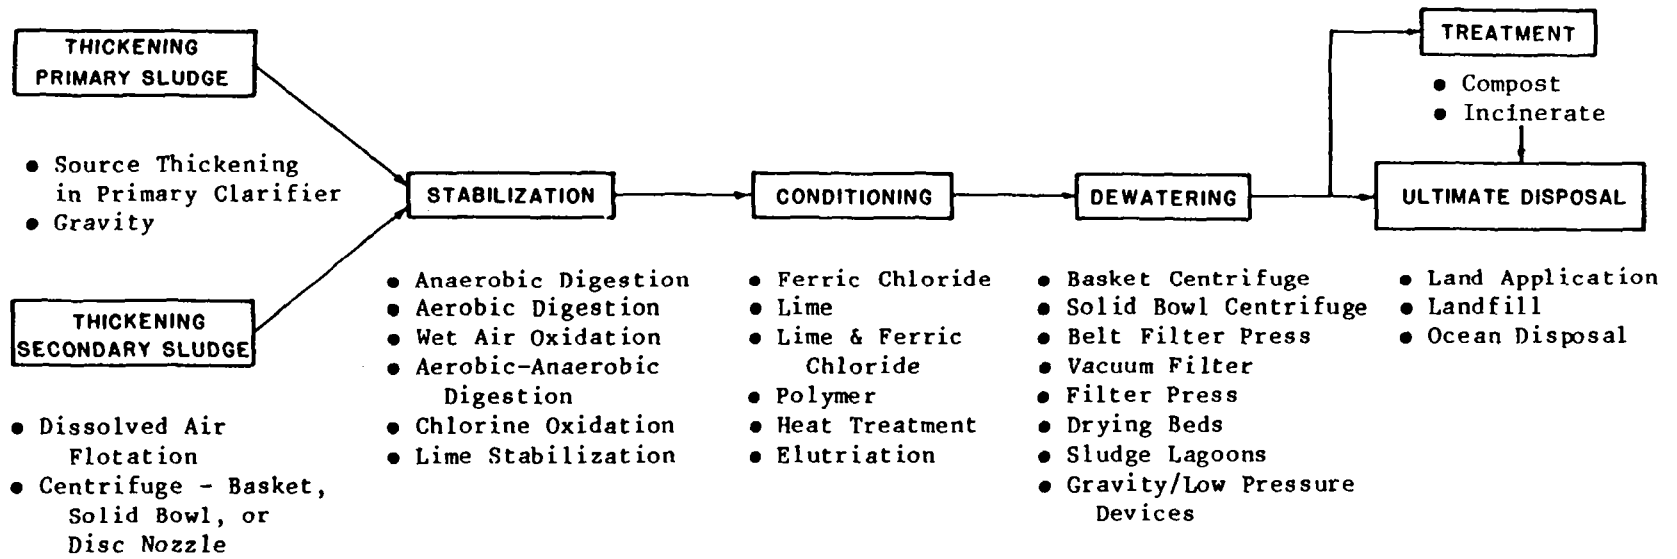 THICKENING
PRIMARY SLUDGE
● Source Thickening
in Primary Clarifier
● Gravity
THICKENING
SECONDARY SLUDGE
● Dissolved Air
Flotation
● Centrifuge - Basket,
Solid Bowl, or
Disc Nozzle
STABILIZATION
● Anaerobic Digestion
● Aerobic Digestion
● Wet Air Oxidation
● Aerobic-Anaerobic
Digestion
● Chlorine Oxidation
● Lime Stabilization
CONDITIONING
● Ferric Chloride
● Lime
● Lime & Ferric
Chloride
● Polymer
● Heat Treatment
● Elutriation
DEWATERING
● Basket Centrifuge
● Solid Bowl Centrifuge
● Belt Filter Press
● Vacuum Filter
● Filter Press
● Drying Beds
● Sludge Lagoons
● Gravity/Low Pressure
Devices
TREATMENT
● Compost
● Incinerate
ULTIMATE DISPOSAL
● Land Application
● Landfill
● Ocean Disposal